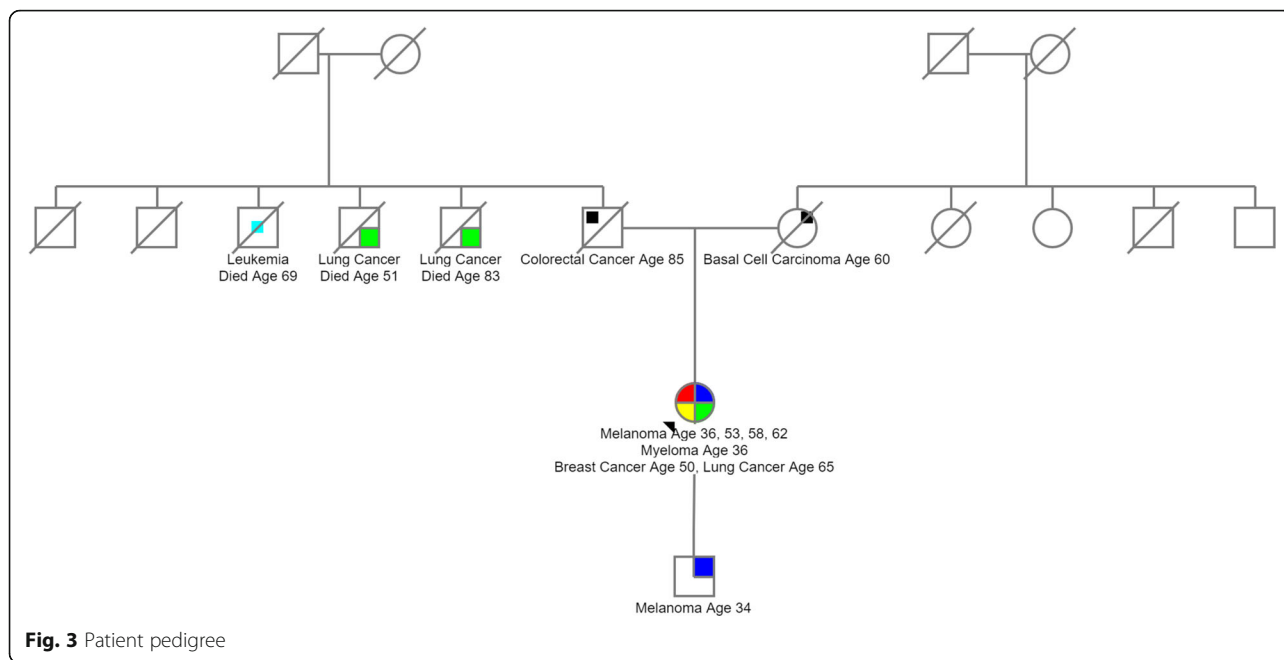 Leukemia
Died Age 69
Lung Cancer
Died Age 51
Lung Cancer
Died Age 83
Colorectal Cancer Age 85
Basal Cell Carcinoma Age 60
Melanoma Age 36, 53, 58, 62
Myeloma Age 36
Breast Cancer Age 50, Lung Cancer Age 65
Melanoma Age 34
Fig. 3 Patient pedigree